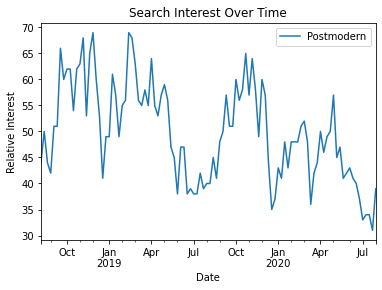 Search Interest Over Time
Postmodern
Relative Interest
70
65
60
55
50
45
40
35
30
Oct Jan Apr Jul Oct Jan Apr Jul
2019 2020
Date